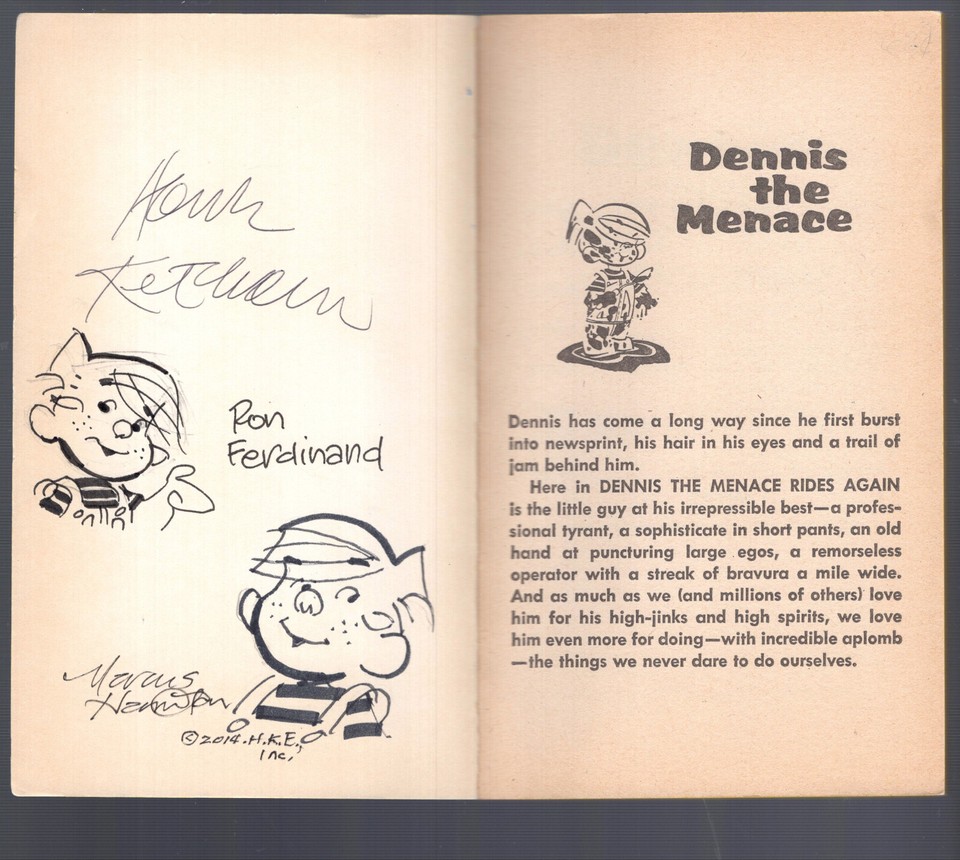 Hank
Ketcham
Ron
Ferdinand
Marcus
Hamilton
©2014.H.K.E.,
Inc,
Dennis
the
Menace
Dennis has come a long way since he first burst
into newsprint, his hair in his eyes and a trail of
jam behind him.
Here in DENNIS THE MENACE RIDES AGAIN
is the little guy at his irrepressible best—a profes-
sional tyrant, a sophisticate in short pants, an old
hand at puncturing large egos, a remorseless
operator with a streak of bravura a mile wide.
And as much as we (and millions of others) love
him for his high-jinks and high spirits, we love
him even more for doing—with incredible aplomb
—the things we never dare to do ourselves.